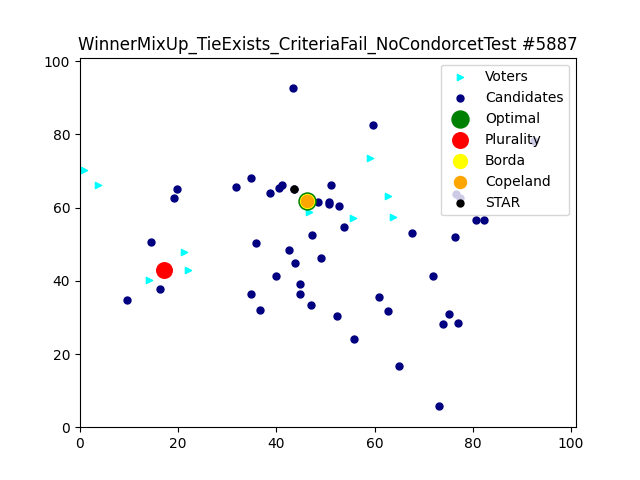 WinnerMixUp_TieExists_CriteriaFail_NoCondorcetTest #5887
100
80
60
40
20
0
0 20 40 60 80 100
Voters
Candidates
Optimal
Plurality
Borda
Copeland
STAR